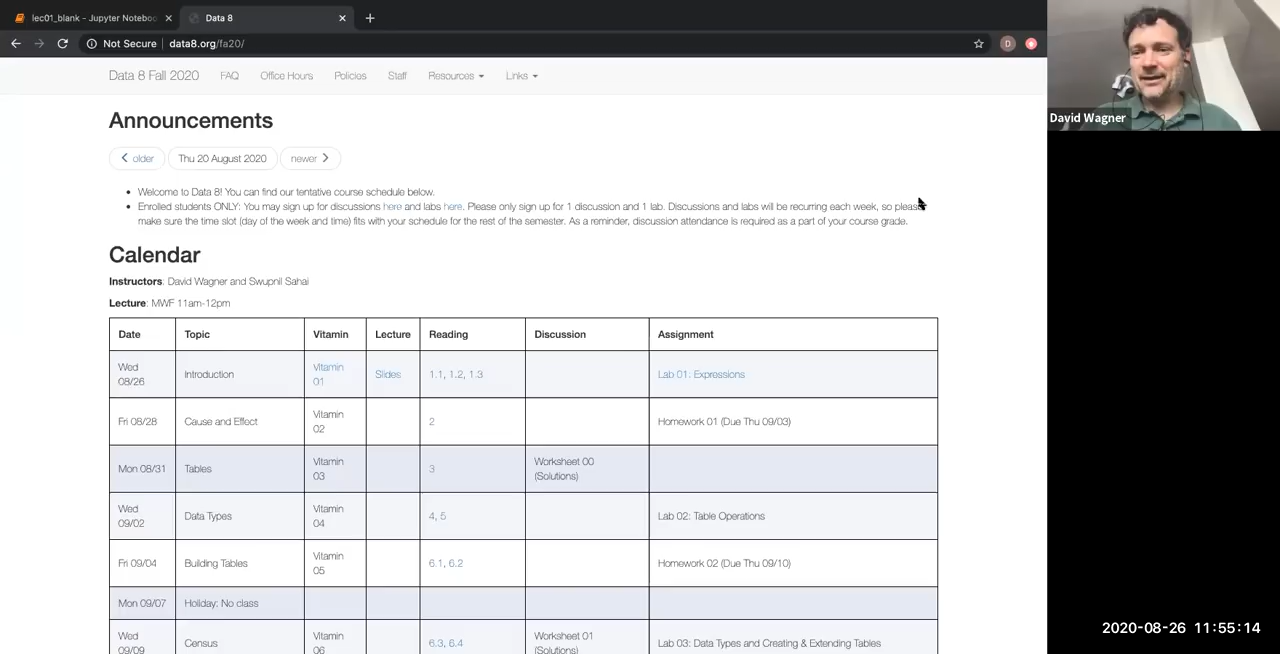 lec01_blank - Jupyter Noteboo
Data 8
Not Secure | data8.org/fa20/
D
Data 8 Fall 2020 FAQ Office Hours Policies Staff Resources Links
David Wagner
Announcements
older Thu 20 August 2020 newer
Welcome to Data 8! You can find our tentative course schedule below.
Enrolled students ONLY: You may sign up for discussions here and labs here. Please only sign up for 1 discussion and 1 lab. Discussions and labs will be recurring each week, so please
make sure the time slot (day of the week and time) fits with your schedule for the rest of the semester. As a reminder, discussion attendance is required as a part of your course grade.
Calendar
Instructors: David Wagner and Swupnil Sahai
Lecture: MWF 11am-12pm
Date Topic Vitamin Lecture Reading Discussion Assignment
Wed 08/26 Introduction Vitamin 01 Slides 1.1, 1.2, 1.3 Lab 01: Expressions
Fri 08/28 Cause and Effect Vitamin 02 2 Homework 01 (Due Thu 09/03)
Mon 08/31 Tables Vitamin 03 3 Worksheet 00 (Solutions)
Wed 09/02 Data Types Vitamin 04 4, 5 Lab 02: Table Operations
Fri 09/04 Building Tables Vitamin 05 6.1, 6.2 Homework 02 (Due Thu 09/10)
Mon 09/07 Holiday: No class
Wed 09/09 Census Vitamin 06 6.3, 6.4 Worksheet 01 (Solutions) Lab 03: Data Types and Creating & Extending Tables
2020-08-26 11:55:14